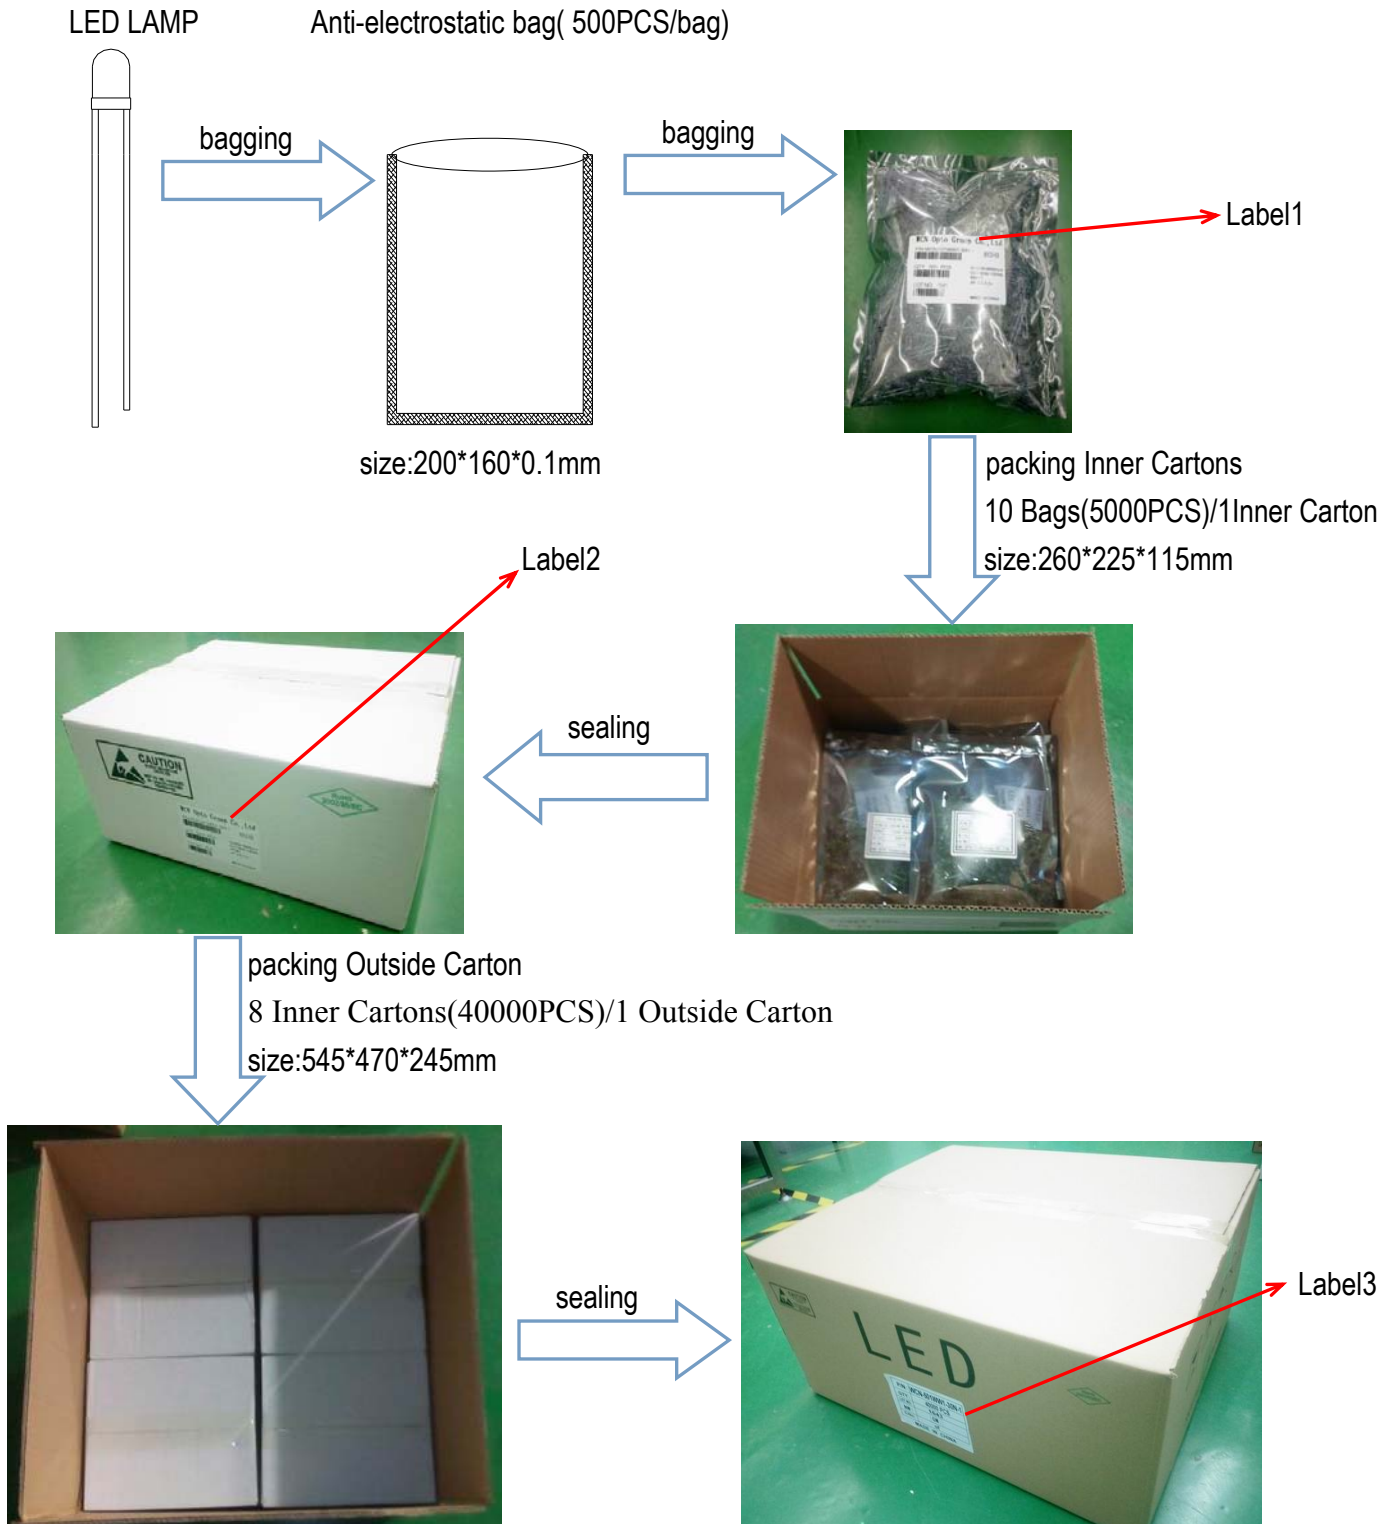 LED LAMP
Anti-electrostatic bag( 500PCS/bag)
bagging
bagging
Label1
size:200*160*0.1mm
packing Inner Cartons
10 Bags(5000PCS)/1Inner Carton
size:260*225*115mm
Label2
sealing
CAUTION
packing Outside Carton
8 Inner Cartons(40000PCS)/1 Outside Carton
size:545*470*245mm
sealing
Label3
LED